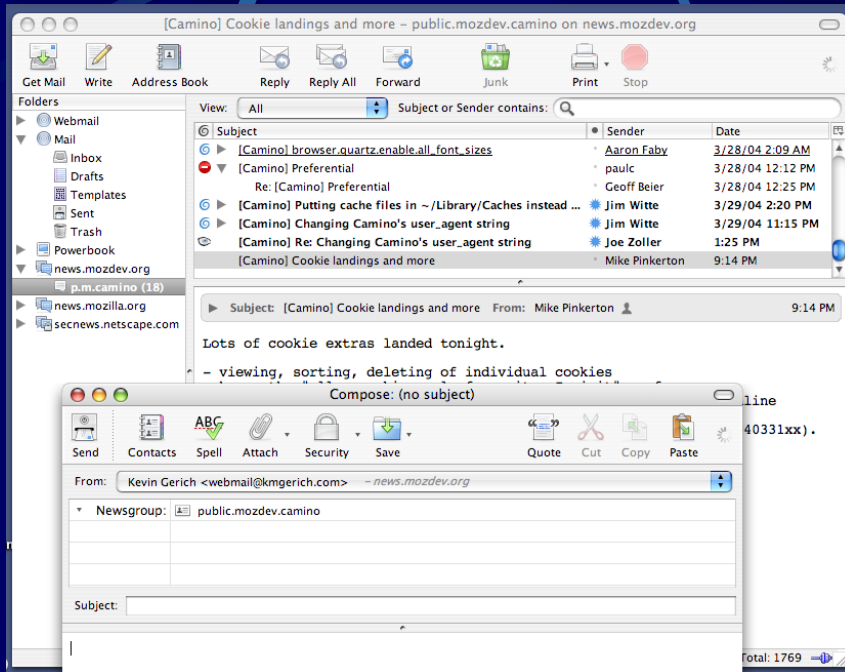 [Camino] Cookie landings and more – public.mozdev.camino on news.mozdev.org
Get Mail Write Address Book Reply Reply All Forward Junk Print Stop
Folders
Webmail
Mail
Inbox
Drafts
Templates
Sent
Trash
Powerbook
news.mozdev.org
p.m.camino (18)
news.mozilla.org
secnews.netscape.com
View: All Subject or Sender contains:
Subject Sender Date
[Camino] browser.quartz.enable.all_font_sizes Aaron Faby 3/28/04 2:09 AM
[Camino] Preferential paulc 3/28/04 12:12 PM
Re: [Camino] Preferential Geoff Beier 3/28/04 12:25 PM
[Camino] Putting cache files in ~/Library/Caches instead ... Jim Witte 3/29/04 2:20 PM
[Camino] Changing Camino's user_agent string Jim Witte 3/29/04 11:15 PM
[Camino] Re: Changing Camino's user_agent string Joe Zoller 1:25 PM
[Camino] Cookie landings and more Mike Pinkerton 9:14 PM
Subject: [Camino] Cookie landings and more From: Mike Pinkerton 9:14 PM
Lots of cookie extras landed tonight.
- viewing, sorting, deleting of individual cookies
line
40331xx).
Compose: (no subject)
Send Contacts ABC Spell Attach Security Save Quote Cut Copy Paste
From: Kevin Gerich <webmail@kmgerich.com> – news.mozdev.org
Newsgroup: public.mozdev.camino
Subject:
Total: 1769